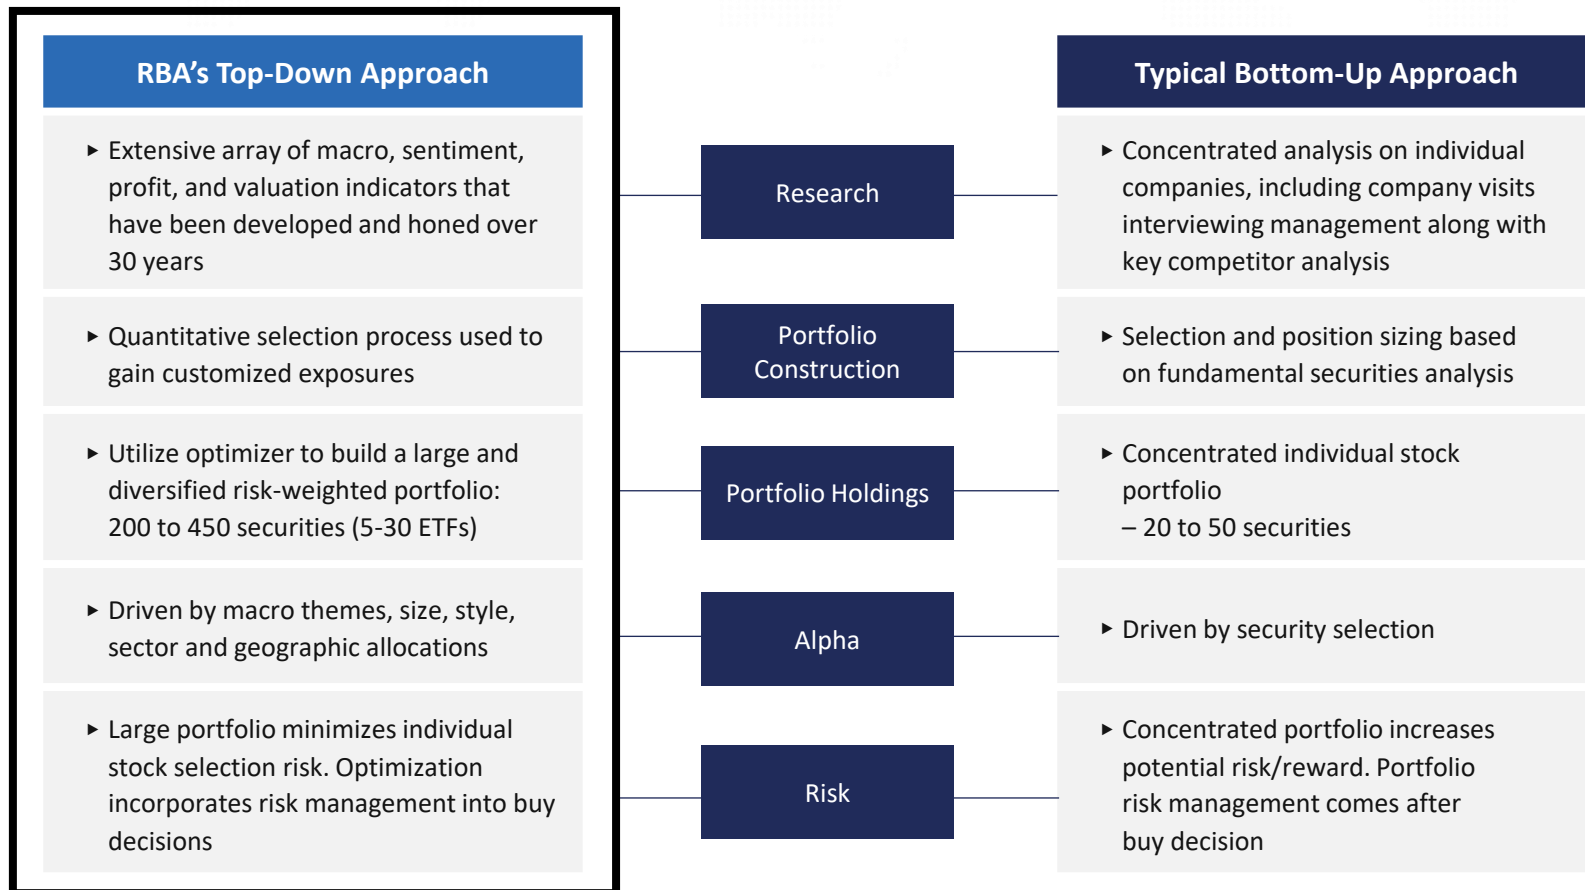 RBA’s Top-Down Approach
Typical Bottom-Up Approach
▸ Extensive array of macro, sentiment,
profit, and valuation indicators that
have been developed and honed over
30 years
Research
▸ Concentrated analysis on individual
companies, including company visits
interviewing management along with
key competitor analysis
▸ Quantitative selection process used to
gain customized exposures
Portfolio
Construction
▸ Selection and position sizing based
on fundamental securities analysis
▸ Utilize optimizer to build a large and
diversified risk-weighted portfolio:
200 to 450 securities (5-30 ETFs)
Portfolio Holdings
▸ Concentrated individual stock
portfolio
– 20 to 50 securities
▸ Driven by macro themes, size, style,
sector and geographic allocations
Alpha
▸ Driven by security selection
▸ Large portfolio minimizes individual
stock selection risk. Optimization
incorporates risk management into buy
decisions
Risk
▸ Concentrated portfolio increases
potential risk/reward. Portfolio
risk management comes after
buy decision